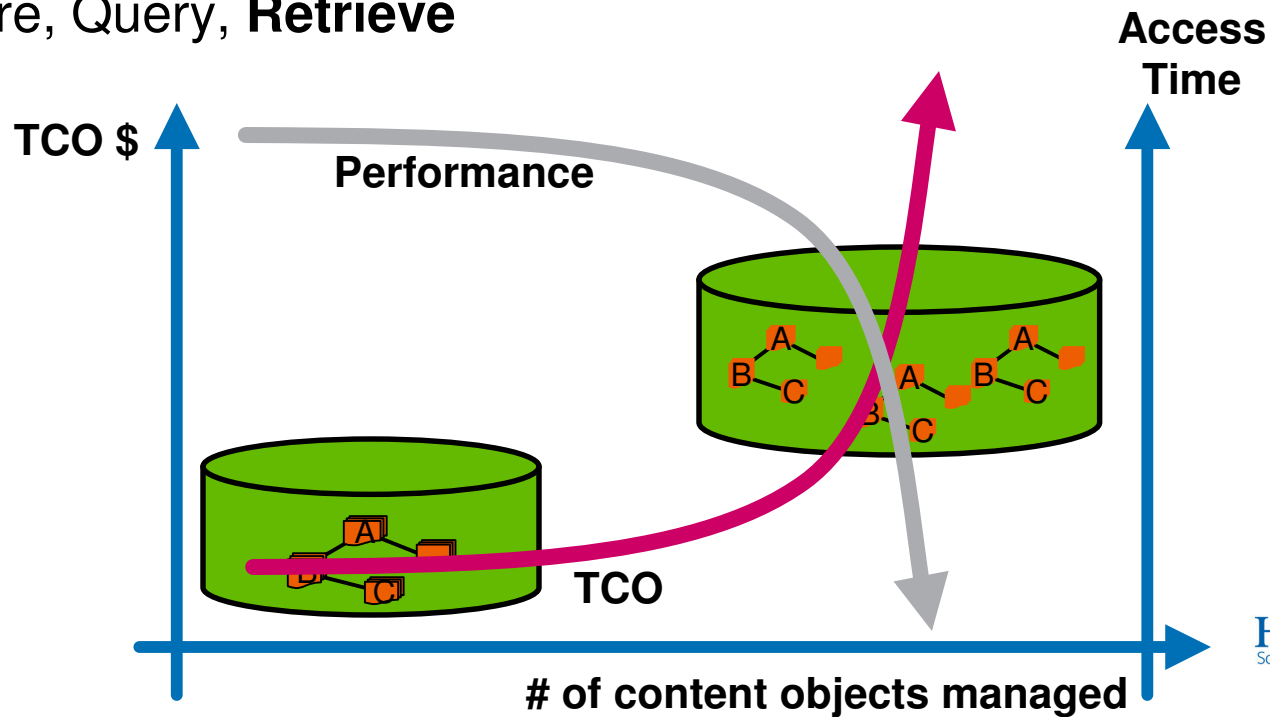 re, Query, Retrieve
Access
Time
TCO $
Performance
A
B
C
A
B
C
A
B
C
A
B
C
TCO
# of content objects managed
H